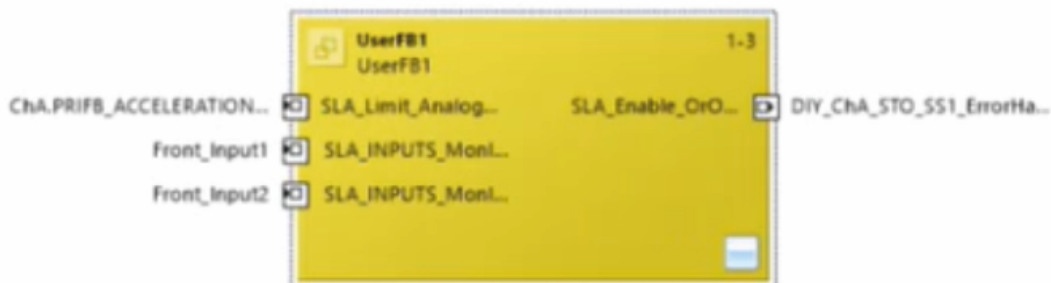 UserFB1 1-3
UserFB1
ChA.PRIFB_ACCELERATION... SLA_Limit_Analog... SLA_Enable_OrO... DIY_ChA_STO_SS1_ErrorHa...
Front_Input1 SLA_INPUTS_MonI...
Front_Input2 SLA_INPUTS_MonI...